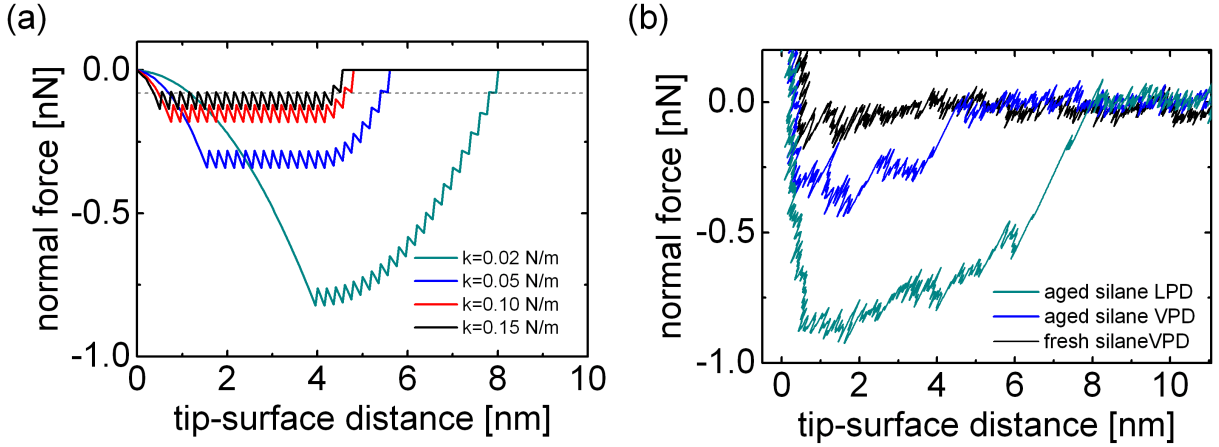 (a)
normal force [nN]
0.0
-0.5
-1.0
k=0.02 N/m
k=0.05 N/m
k=0.10 N/m
k=0.15 N/m
0 2 4 6 8 10
tip-surface distance [nm]
(b)
normal force [nN]
0.0
-0.5
-1.0
aged silane LPD
aged silane VPD
fresh silaneVPD
0 2 4 6 8 10
tip-surface distance [nm]